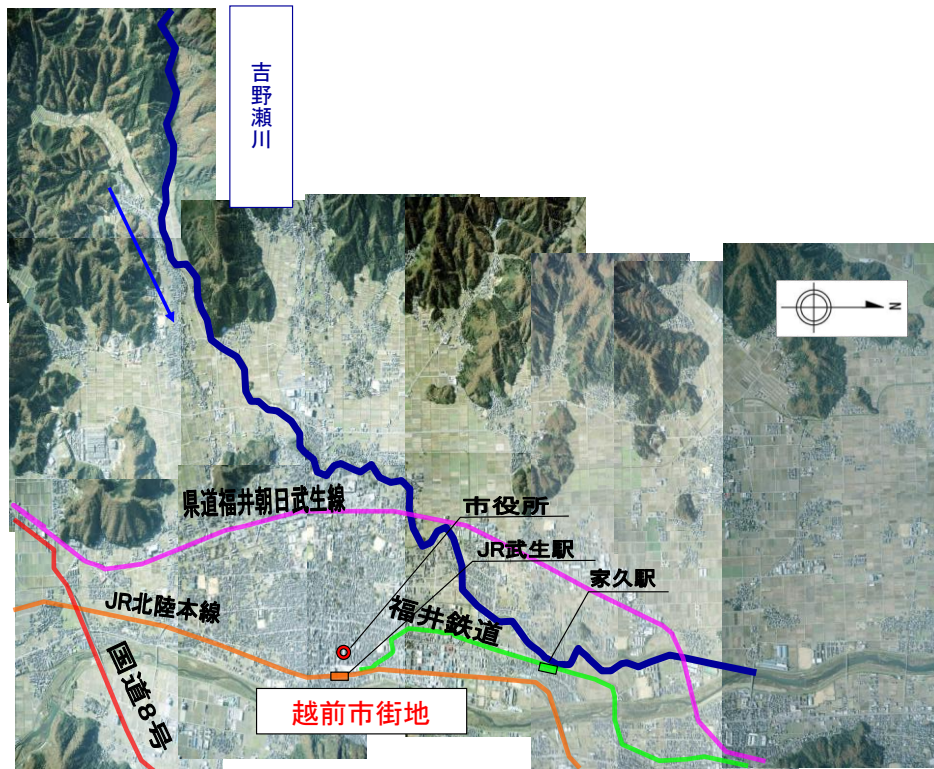 吉野瀬川
N
県道福井朝日武生線
市役所
JR武生駅
家久駅
JR北陸本線
福井鉄道
国道8号
越前市街地